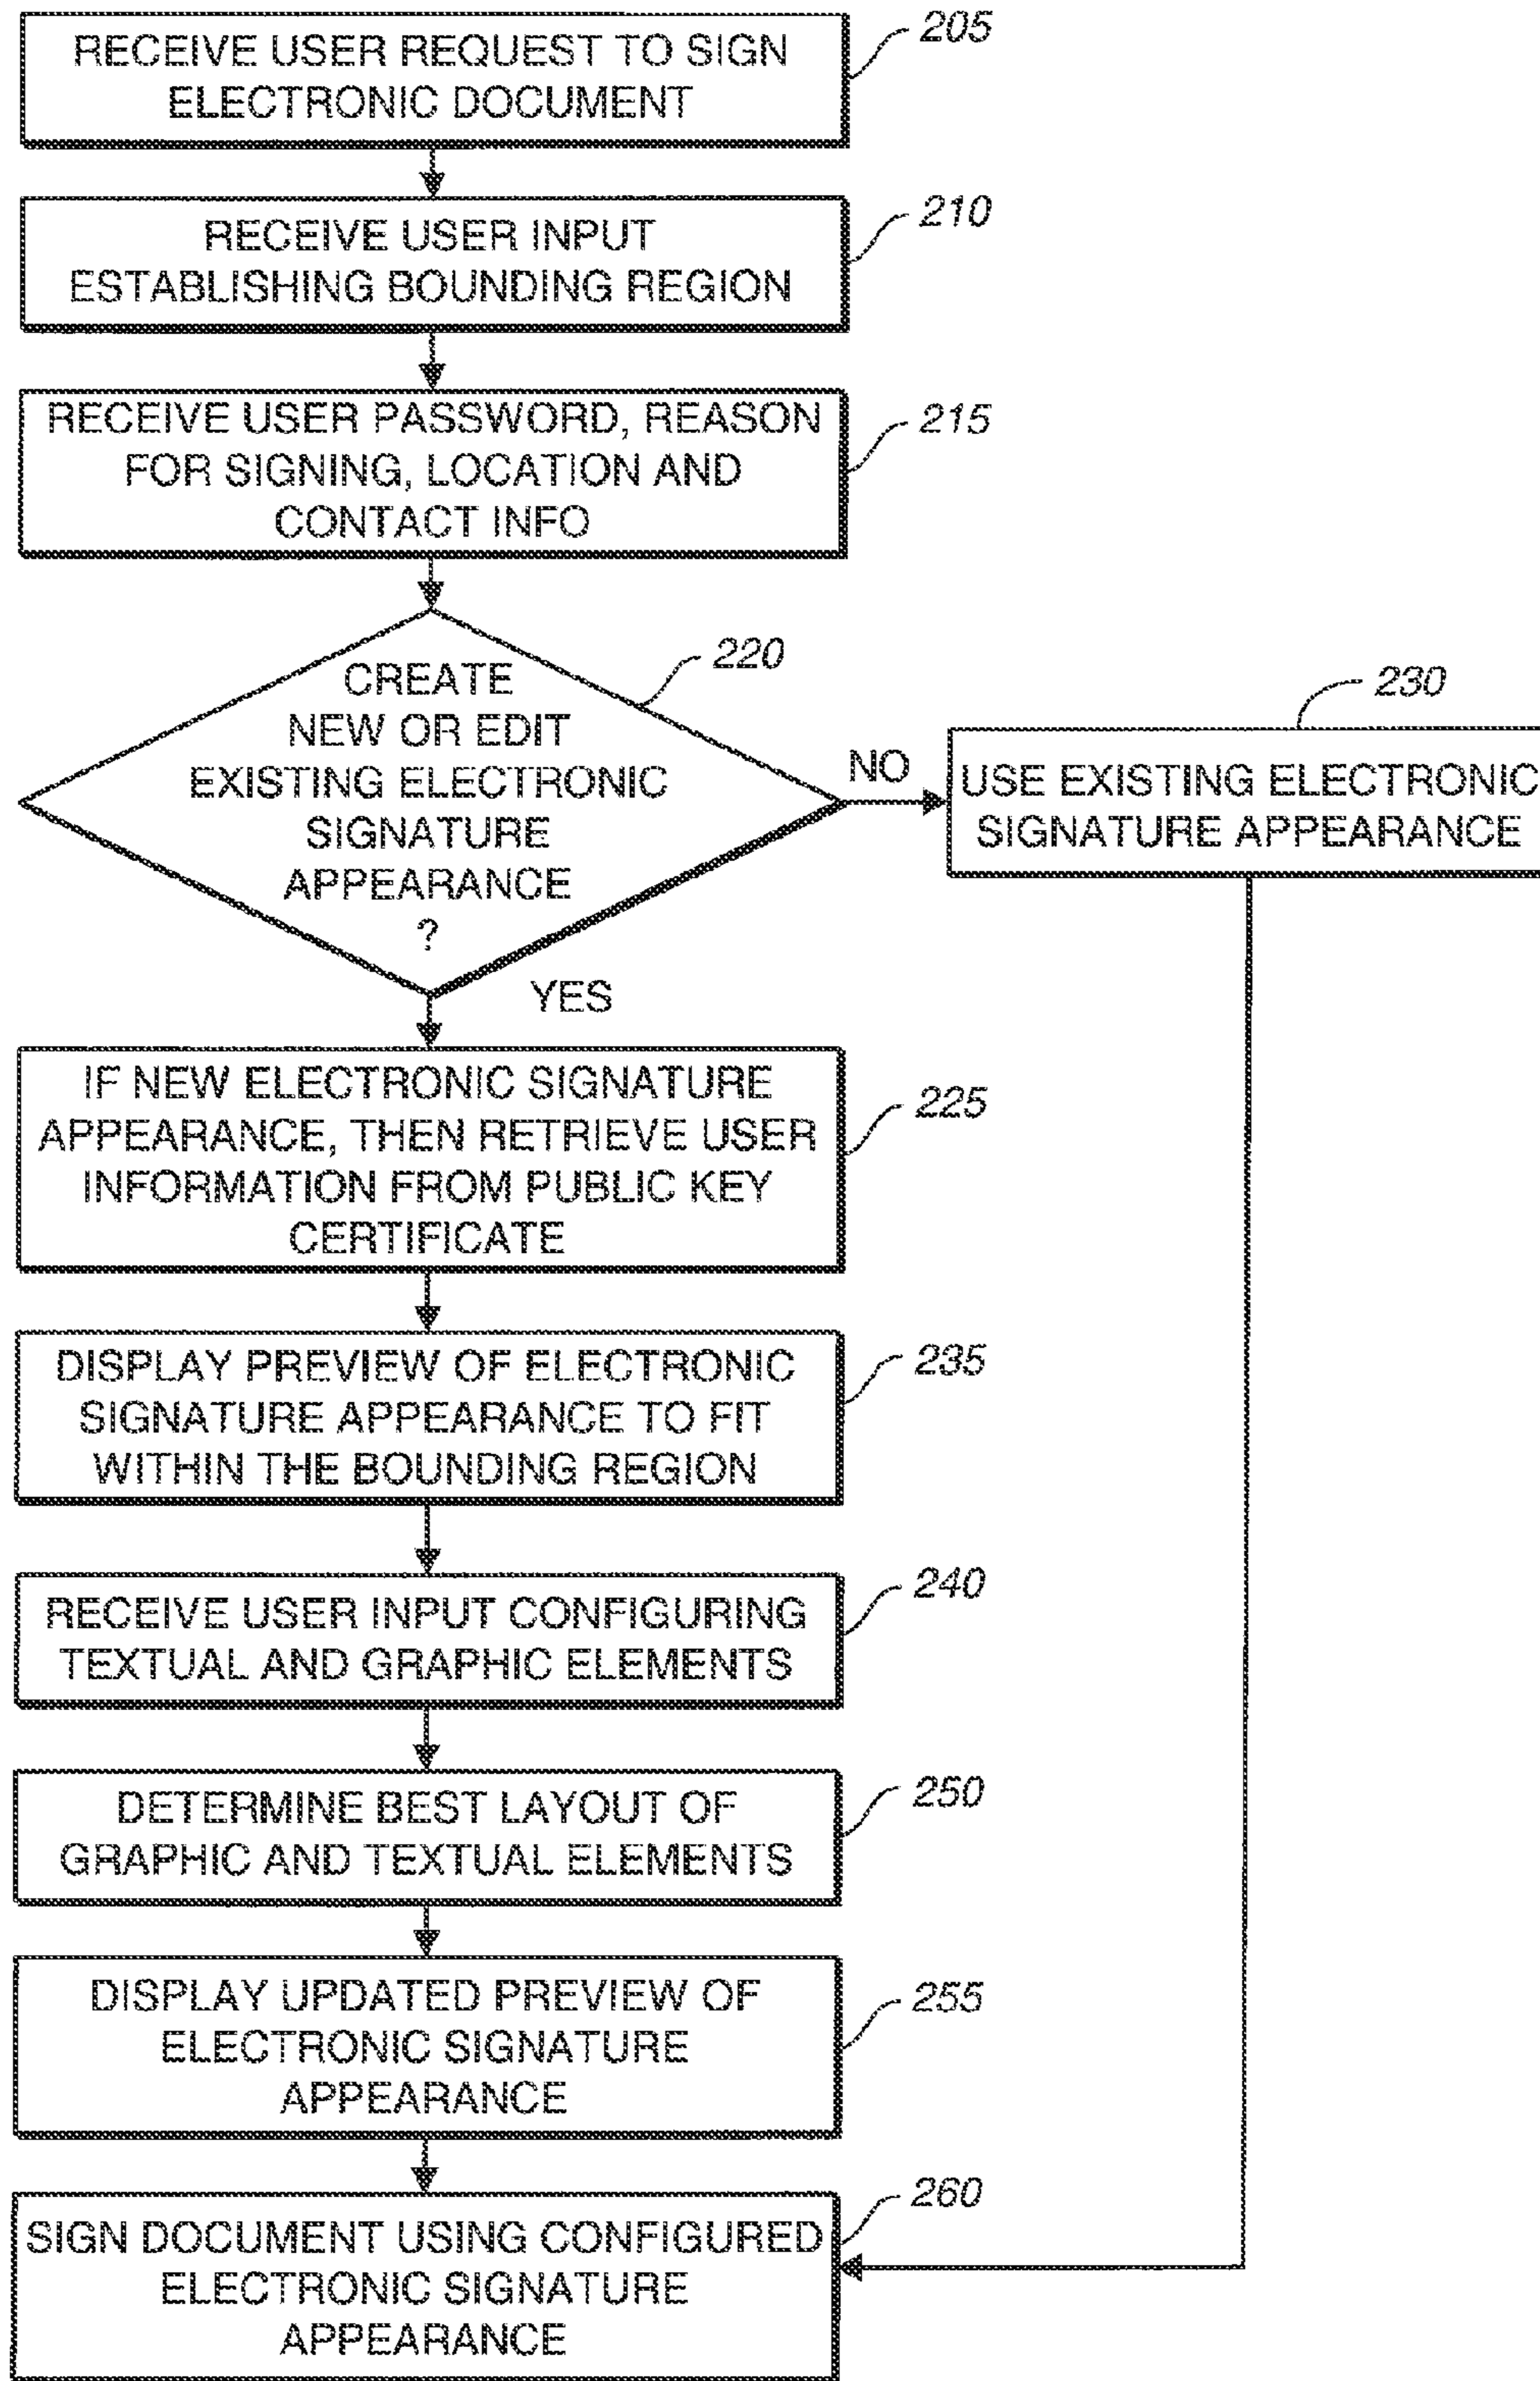 RECEIVE USER REQUEST TO SIGN
ELECTRONIC DOCUMENT
205
RECEIVE USER INPUT
ESTABLISHING BOUNDING REGION
210
RECEIVE USER PASSWORD, REASON
FOR SIGNING, LOCATION AND
CONTACT INFO
215
CREATE
NEW OR EDIT
EXISTING ELECTRONIC
SIGNATURE
APPEARANCE
?
220
NO
230
USE EXISTING ELECTRONIC
SIGNATURE APPEARANCE
YES
IF NEW ELECTRONIC SIGNATURE
APPEARANCE, THEN RETRIEVE USER
INFORMATION FROM PUBLIC KEY
CERTIFICATE
225
DISPLAY PREVIEW OF ELECTRONIC
SIGNATURE APPEARANCE TO FIT
WITHIN THE BOUNDING REGION
235
RECEIVE USER INPUT CONFIGURING
TEXTUAL AND GRAPHIC ELEMENTS
240
DETERMINE BEST LAYOUT OF
GRAPHIC AND TEXTUAL ELEMENTS
250
DISPLAY UPDATED PREVIEW OF
ELECTRONIC SIGNATURE
APPEARANCE
255
SIGN DOCUMENT USING CONFIGURED
ELECTRONIC SIGNATURE
APPEARANCE
260